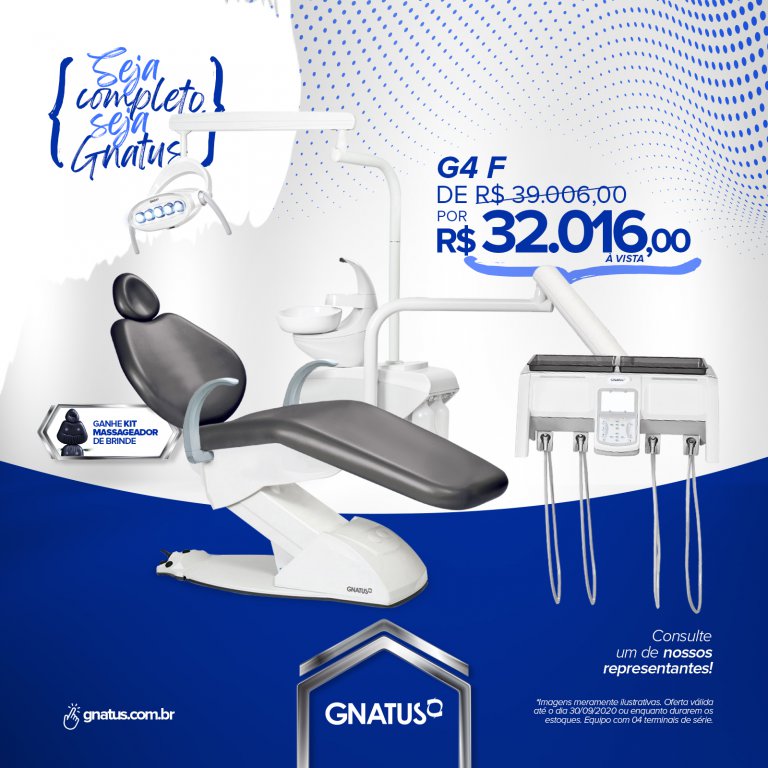 Seja
completo,
seja
Gnatus
G4 F
DE R$ 39.006,00
POR
R$ 32.016,00
À VISTA
GNATUS
GANHE KIT
MASSAGEADOR
DE BRINDE
GNATUS
Consulte
um de nossos
representantes!
GNATUS
gnatus.com.br
*Imagens meramente ilustrativas. Oferta válida
até o dia 30/09/2020 ou enquanto durarem os
estoques. Equipo com 04 terminais de série.